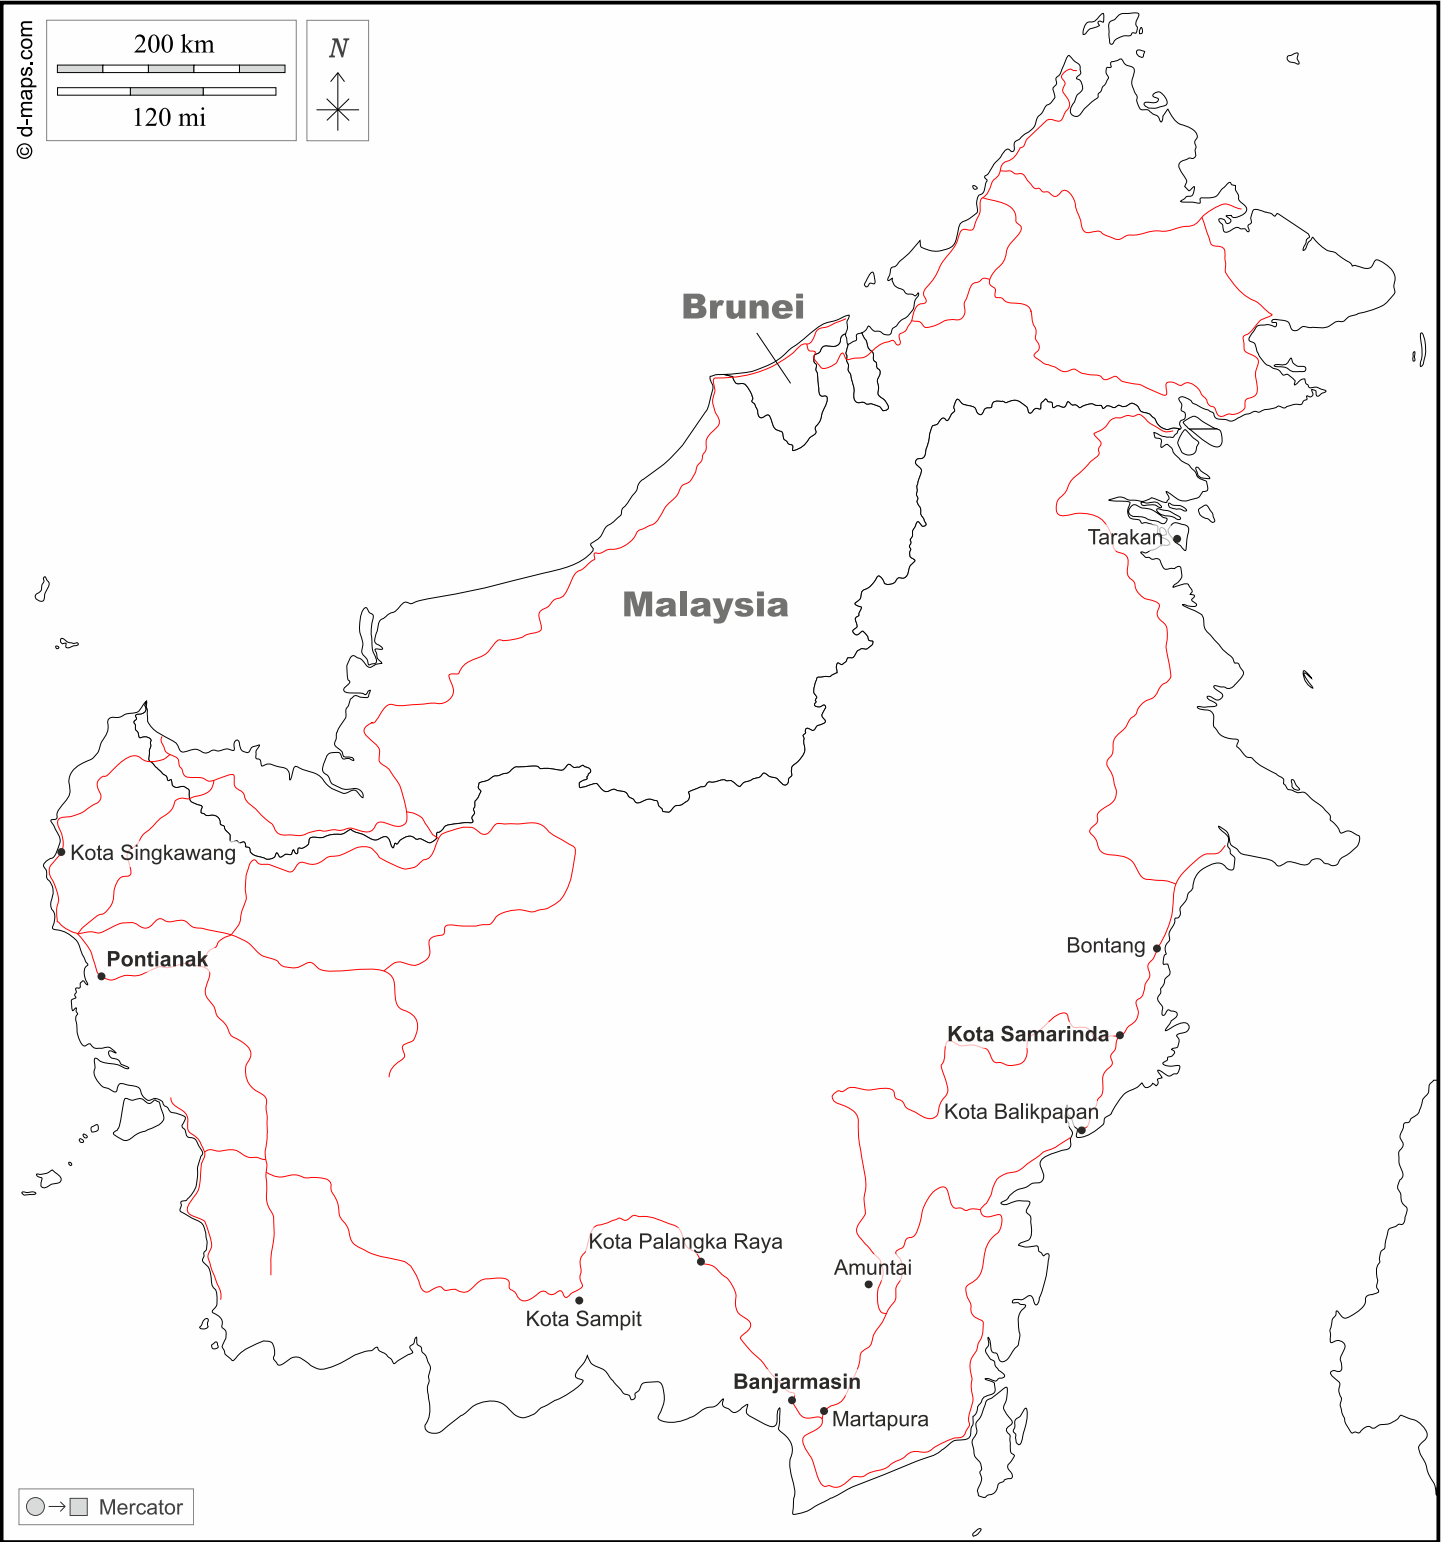 © d-maps.com
200 km
120 mi
N
Brunei
Malaysia
Tarakan
Kota Singkawang
Pontianak
Bontang
Kota Samarinda
Kota Balikpapan
Kota Palangka Raya
Amuntai
Kota Sampit
Banjarmasin
Martapura
Mercator